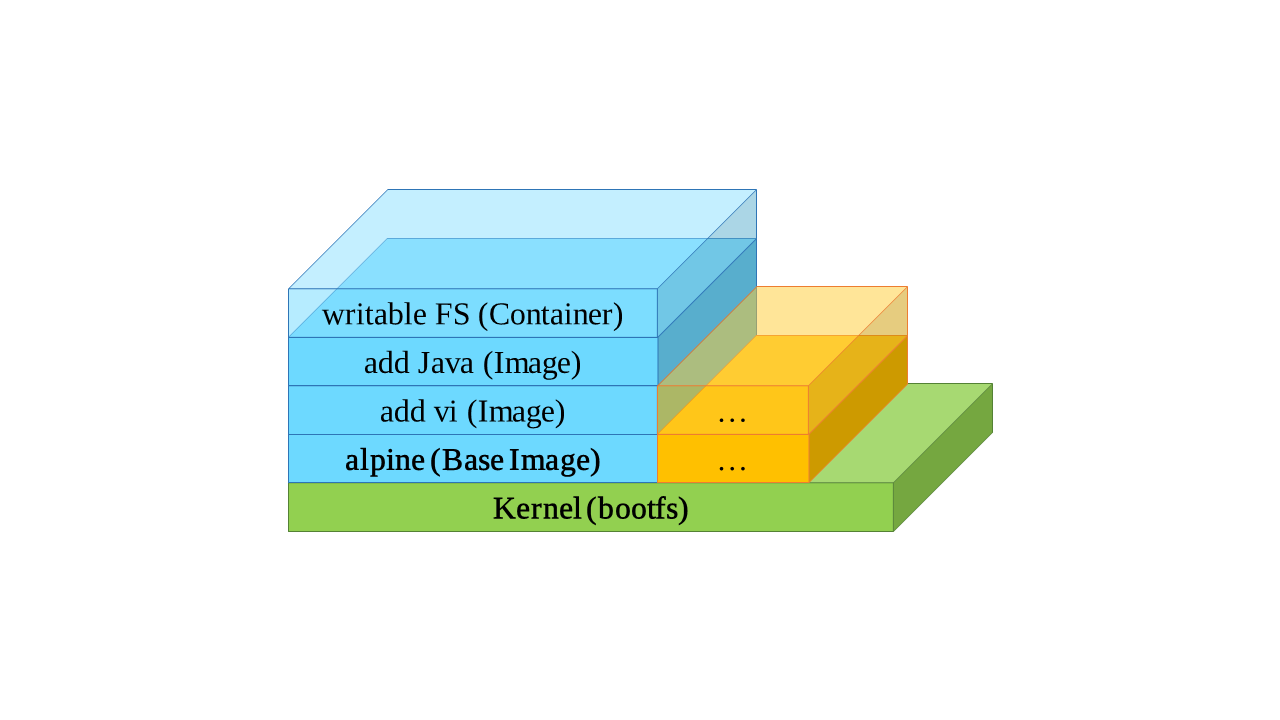 writable FS (Container)
add Java (Image)
add vi (Image)
…
alpine (Base Image)
…
Kernel (bootfs)